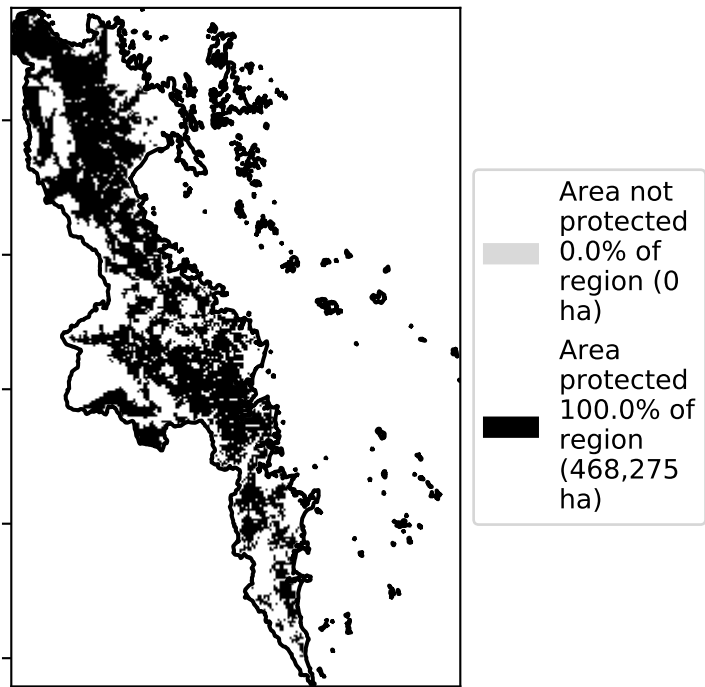 Area not
protected
0.0% of
region (0
ha)
Area
protected
100.0% of
region
(468,275
ha)